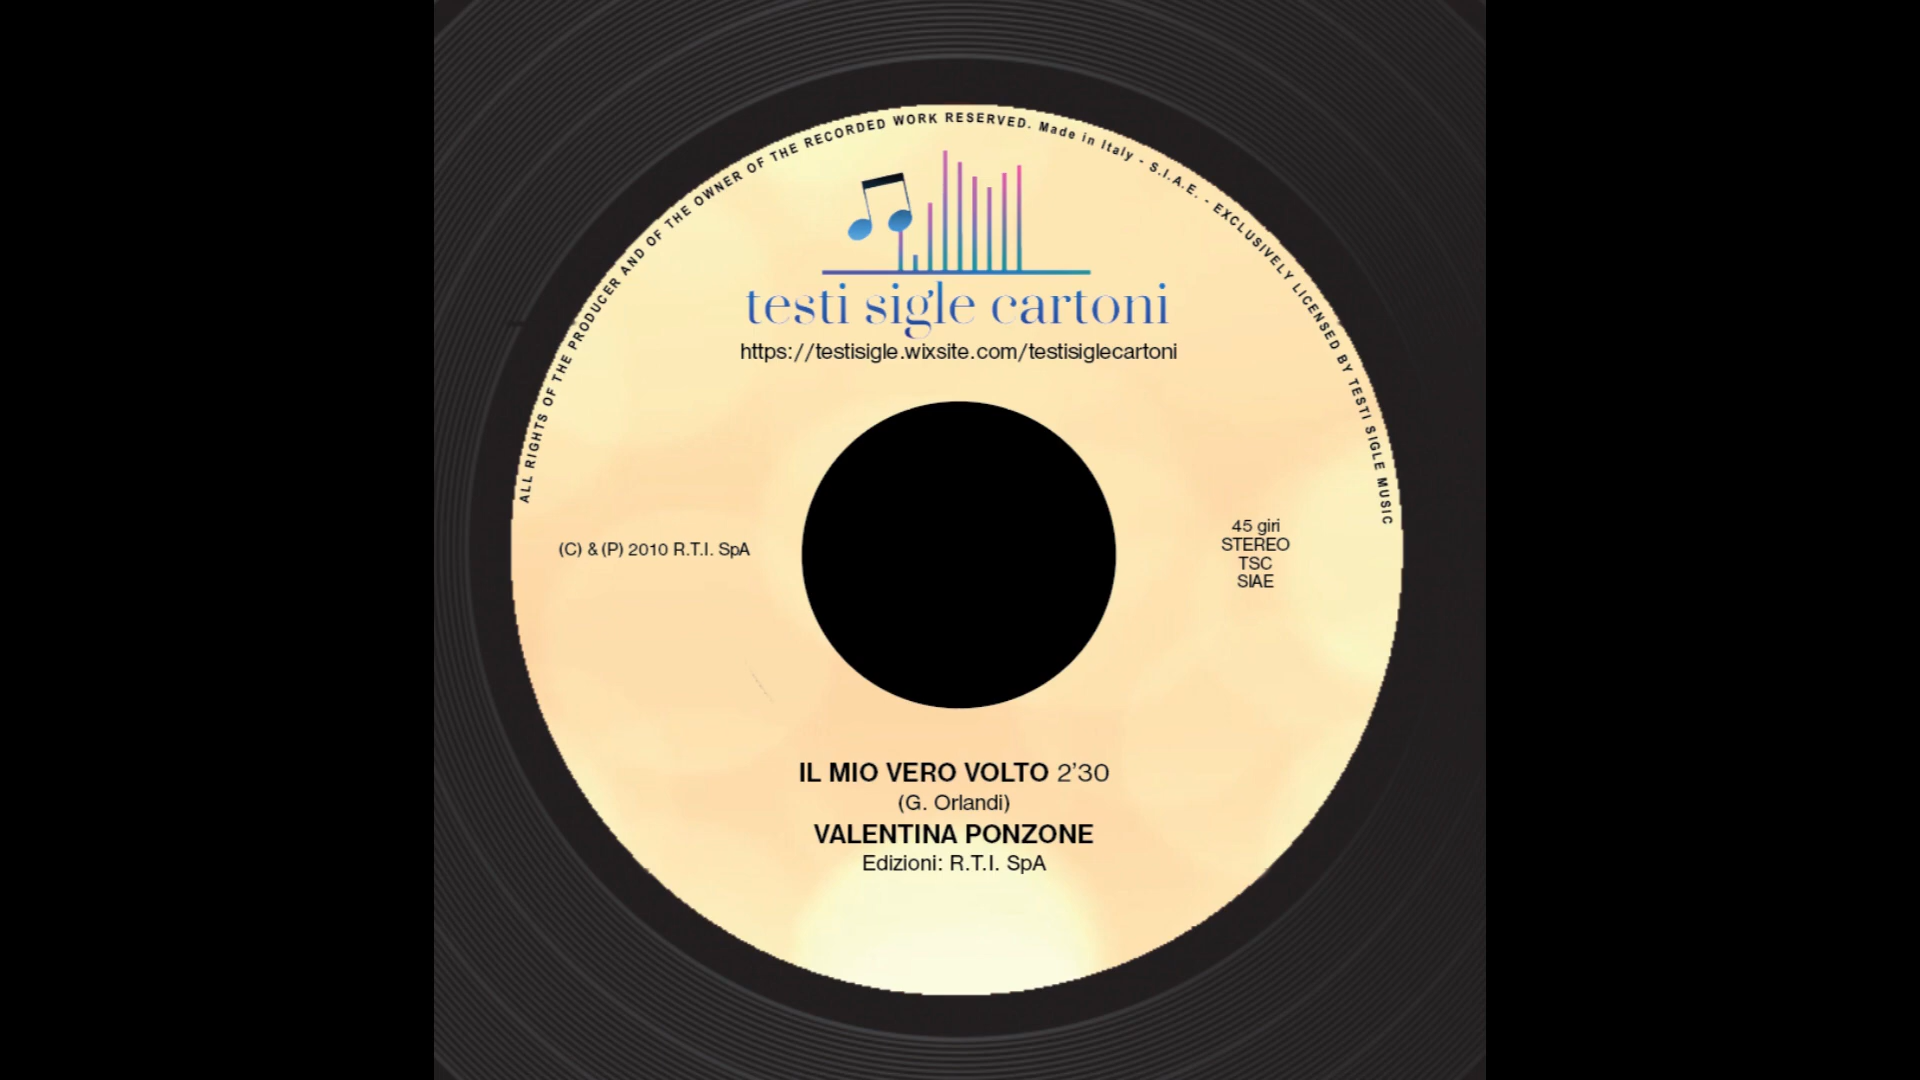 ALL RIGHTS OF THE PRODUCER AND OF THE OWNER OF THE RECORDED WORK RESERVED. Made in Italy - S.I.A.E. - EXCLUSIVELY LICENSED BY TESTI SIGLE MUSIC
testi sigle cartoni
https://testisigle.wixsite.com/testisiglecartoni
(C) & (P) 2010 R.T.I. SpA
45 giri
STEREO
TSC
SIAE
IL MIO VERO VOLTO 2'30
(G. Orlandi)
VALENTINA PONZONE
Edizioni: R.T.I. SpA